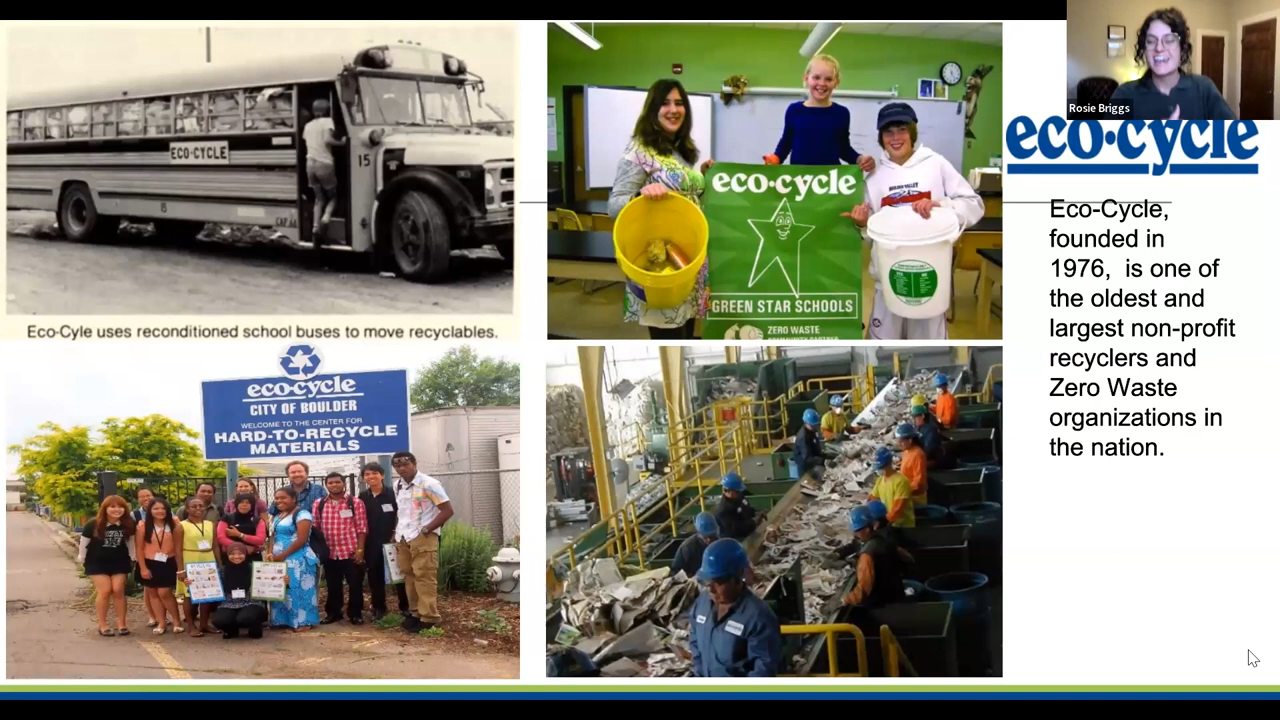 ECO-CYCLE
15
Eco-Cyle uses reconditioned school buses to move recyclables.
eco·cycle
GREEN STAR SCHOOLS
ZERO WASTE
COMMUNITY PARTNER
Rosie Briggs
eco·cycle
Eco-Cycle,
founded in
1976, is one of
the oldest and
largest non-profit
recyclers and
Zero Waste
organizations in
the nation.
eco·cycle
CITY OF BOULDER
WELCOME TO THE CENTER FOR
HARD-TO-RECYCLE
MATERIALS